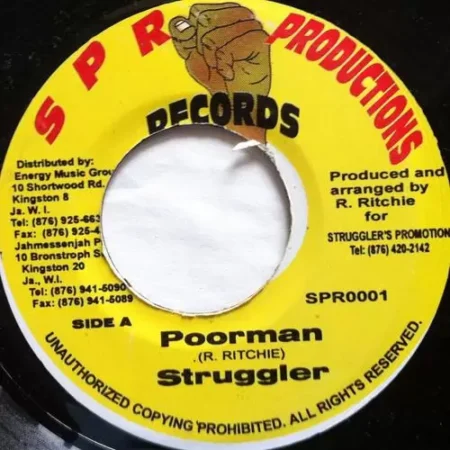 SPR PRODUCTIONS
RECORDS
Distributed by:
Energy Music
10 Shortwood Rd.
Kingston 8
Ja. W. I.
Tel: (876) 925-663
Fax: (876) 925-
Jahmessenjah P
10 Bronstroph
Kingston 20
Ja., W.I.
Tel: (876) 941-5090
Fax: (876) 941-5089
Produced and
arranged by
R. Ritchie
for
STRUGGLER'S PROMOTION
Tel: (876) 420-2142
SPR0001
SIDE A
Poorman
(R. RITCHIE)
Struggler
UNAUTHORIZED COPYING PROHIBITED. ALL RIGHTS RESERVED.